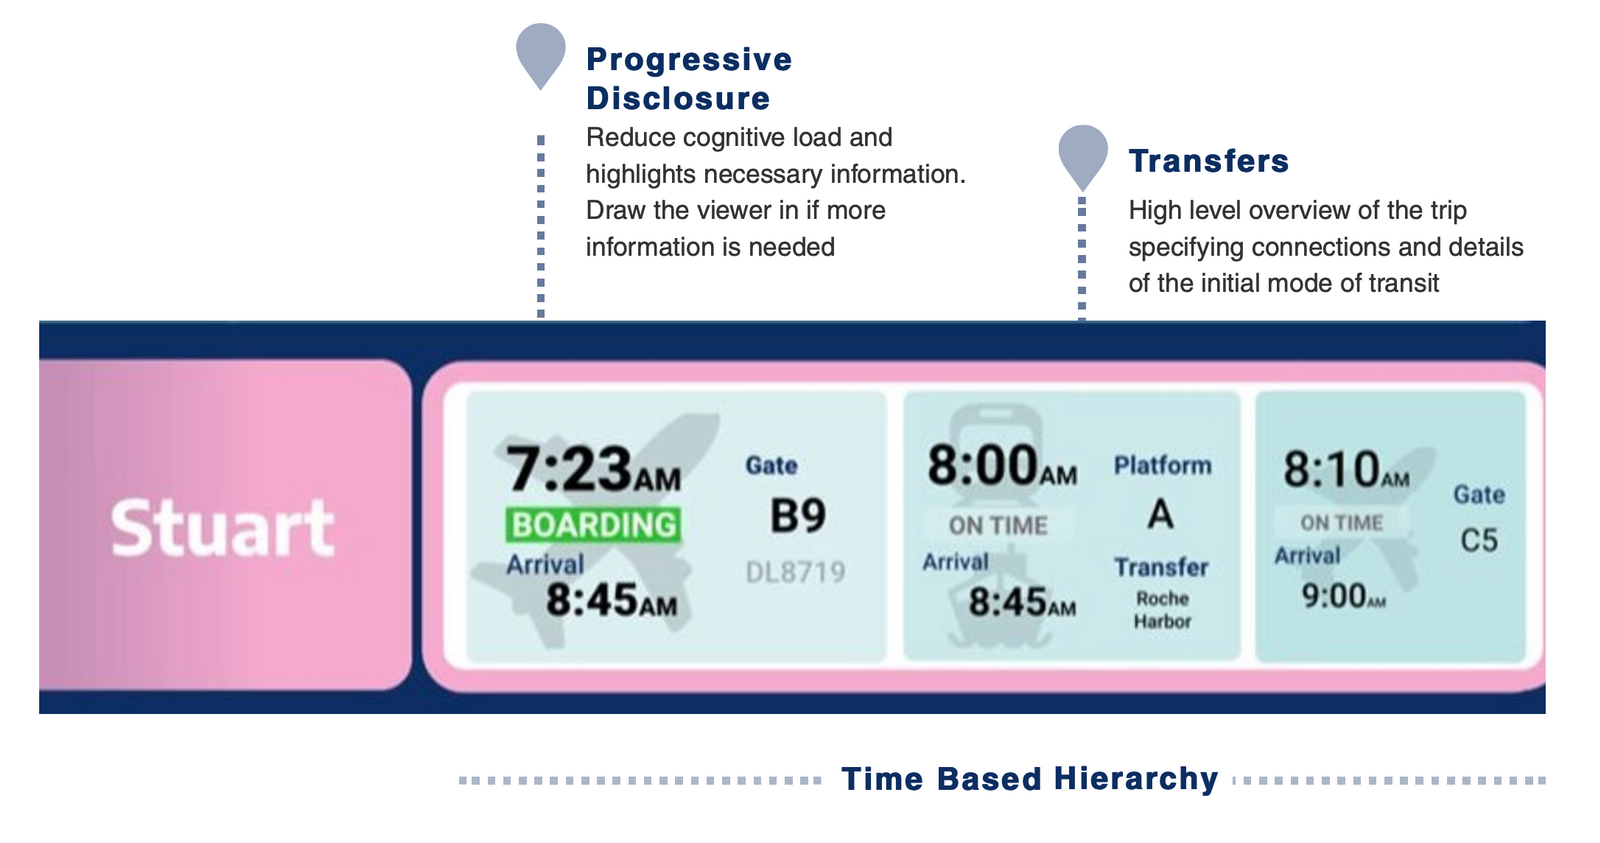 Progressive
Disclosure
Reduce cognitive load and
highlights necessary information.
Draw the viewer in if more
information is needed
Transfers
High level overview of the trip
specifying connections and details
of the initial mode of transit
Stuart
7:23AM
BOARDING
Arrival
8:45AM
Gate
B9
DL8719
8:00AM
ON TIME
Arrival
8:45AM
Platform
A
Transfer
Roche
Harbor
8:10AM
ON TIME
Arrival
9:00AM
Gate
C5
Time Based Hierarchy